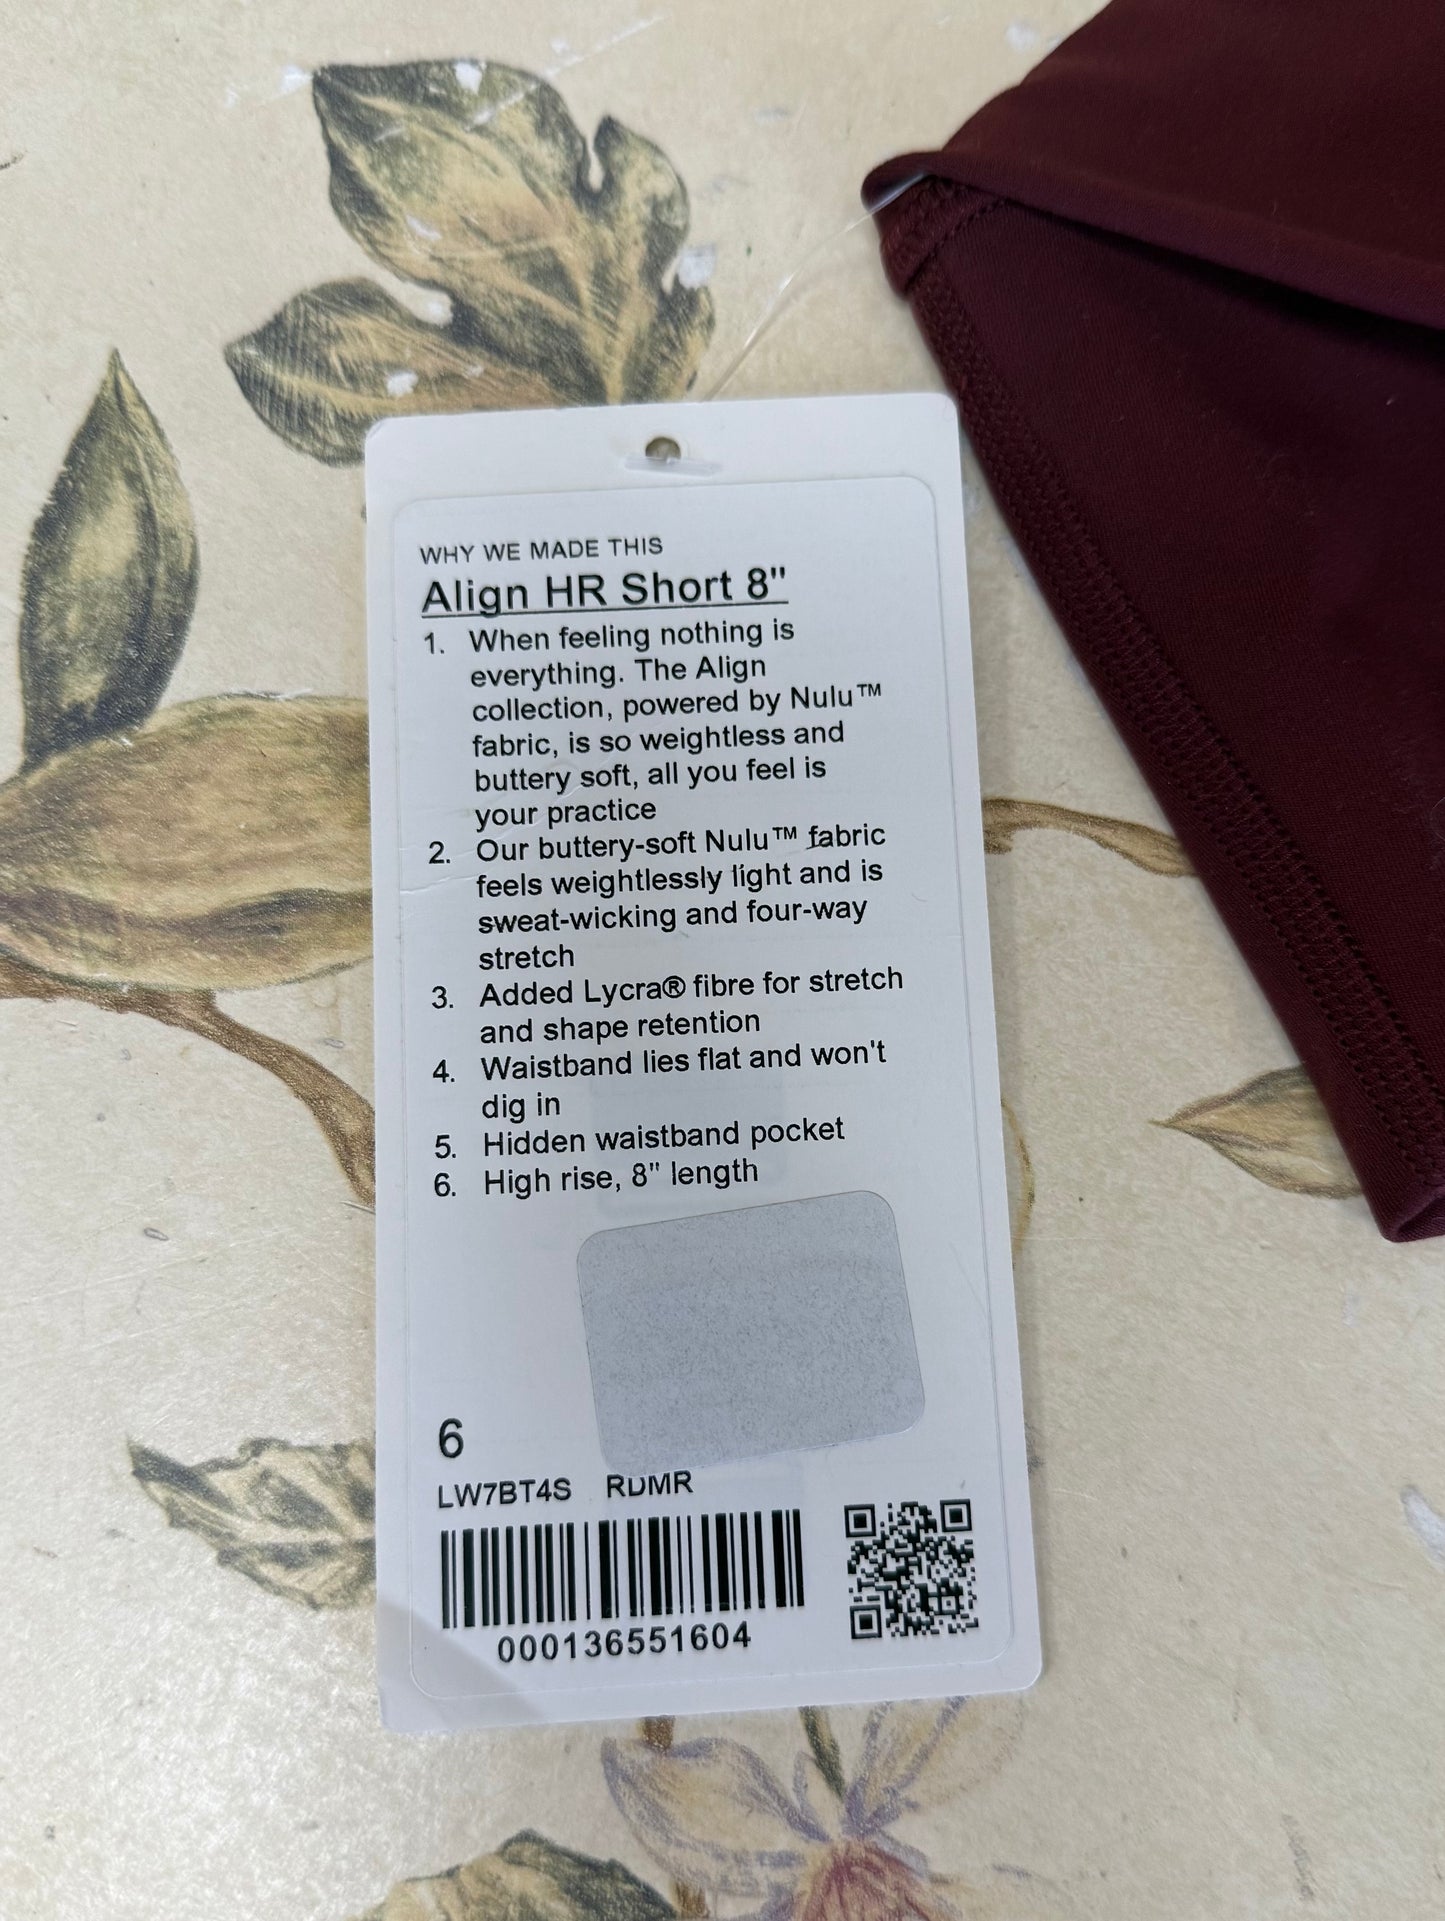 WHY WE MADE THIS
Align HR Short 8"
1. When feeling nothing is
everything. The Align
collection, powered by Nulu™
fabric, is so weightless and
buttery soft, all you feel is
your practice
2. Our buttery-soft Nulu™ fabric
feels weightlessly light and is
sweat-wicking and four-way
stretch
3. Added Lycra® fibre for stretch
and shape retention
4. Waistband lies flat and won't
dig in
5. Hidden waistband pocket
6. High rise, 8" length
6
LW7BT4S RDMR
000136551604